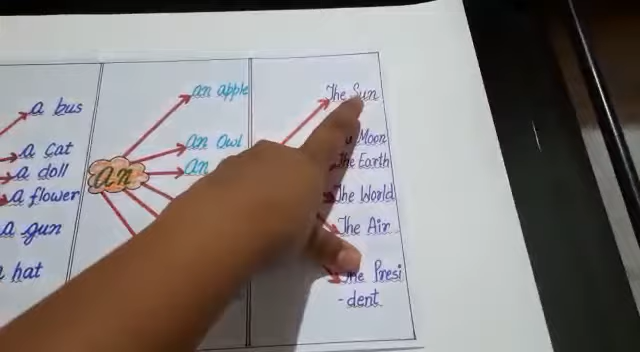 a bus
a cat
a doll
a flower
a gun
hat
an
an apple
an Owl
an
The Sun
Moon
The Earth
The World
The Air
The Presi
-dent